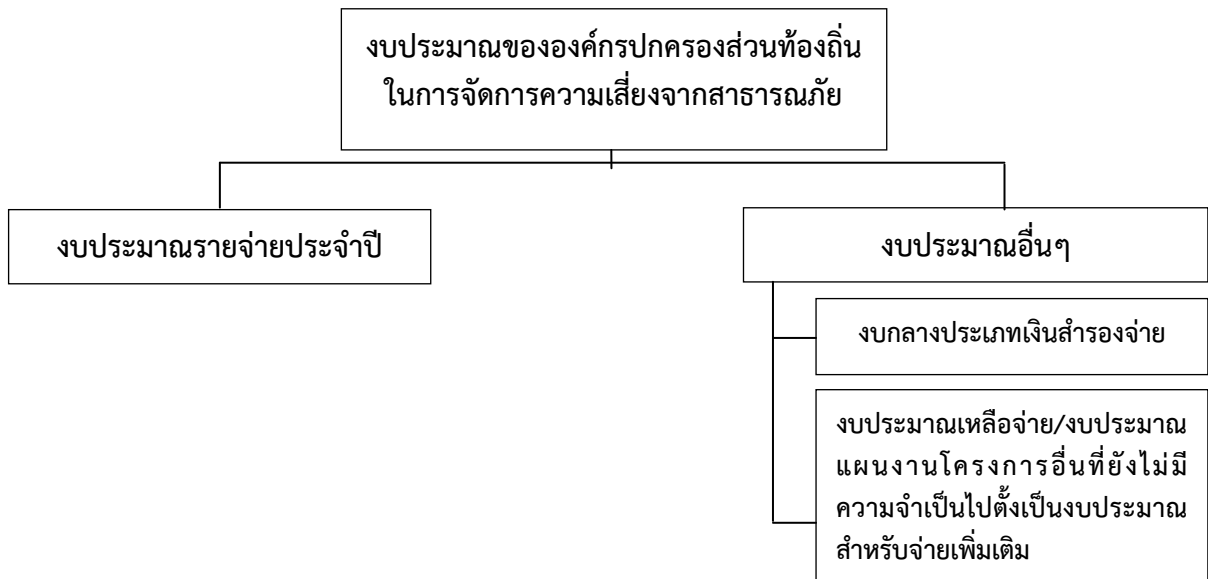 งบประมาณขององค์กรปกครองส่วนท้องถิ่น
ในการจัดการความเสี่ยงจากสาธารณภัย
งบประมาณรายจ่ายประจำปี
งบประมาณอื่นๆ
งบกลางประเภทเงินสำรองจ่าย
งบประมาณเหลือจ่าย/งบประมาณ
แผนงานโครงการอื่นที่ยังไม่มี
ความจำเป็นไปตั้งเป็นงบประมาณ
สำหรับจ่ายเพิ่มเติม